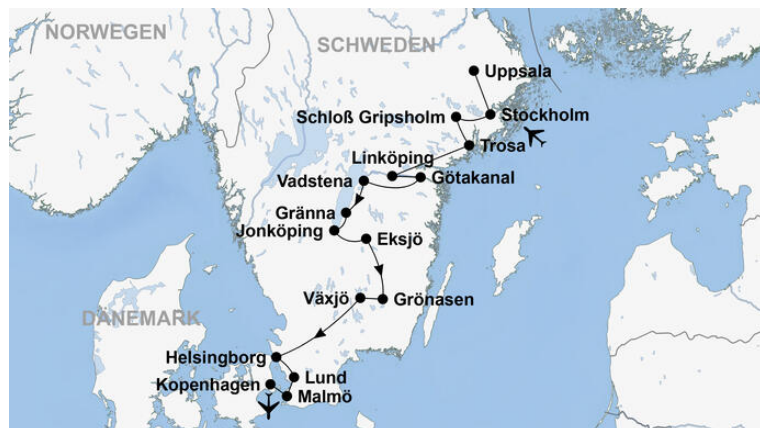 NORWEGEN
SCHWEDEN
Uppsala
Schloß Gripsholm
Stockholm
Trosa
Linköping
Vadstena
Götakanal
Gränna
Jonköping
Eksjö
Växjö
Grönasen
DÄNEMARK
Helsingborg
Kopenhagen
Lund
Malmö